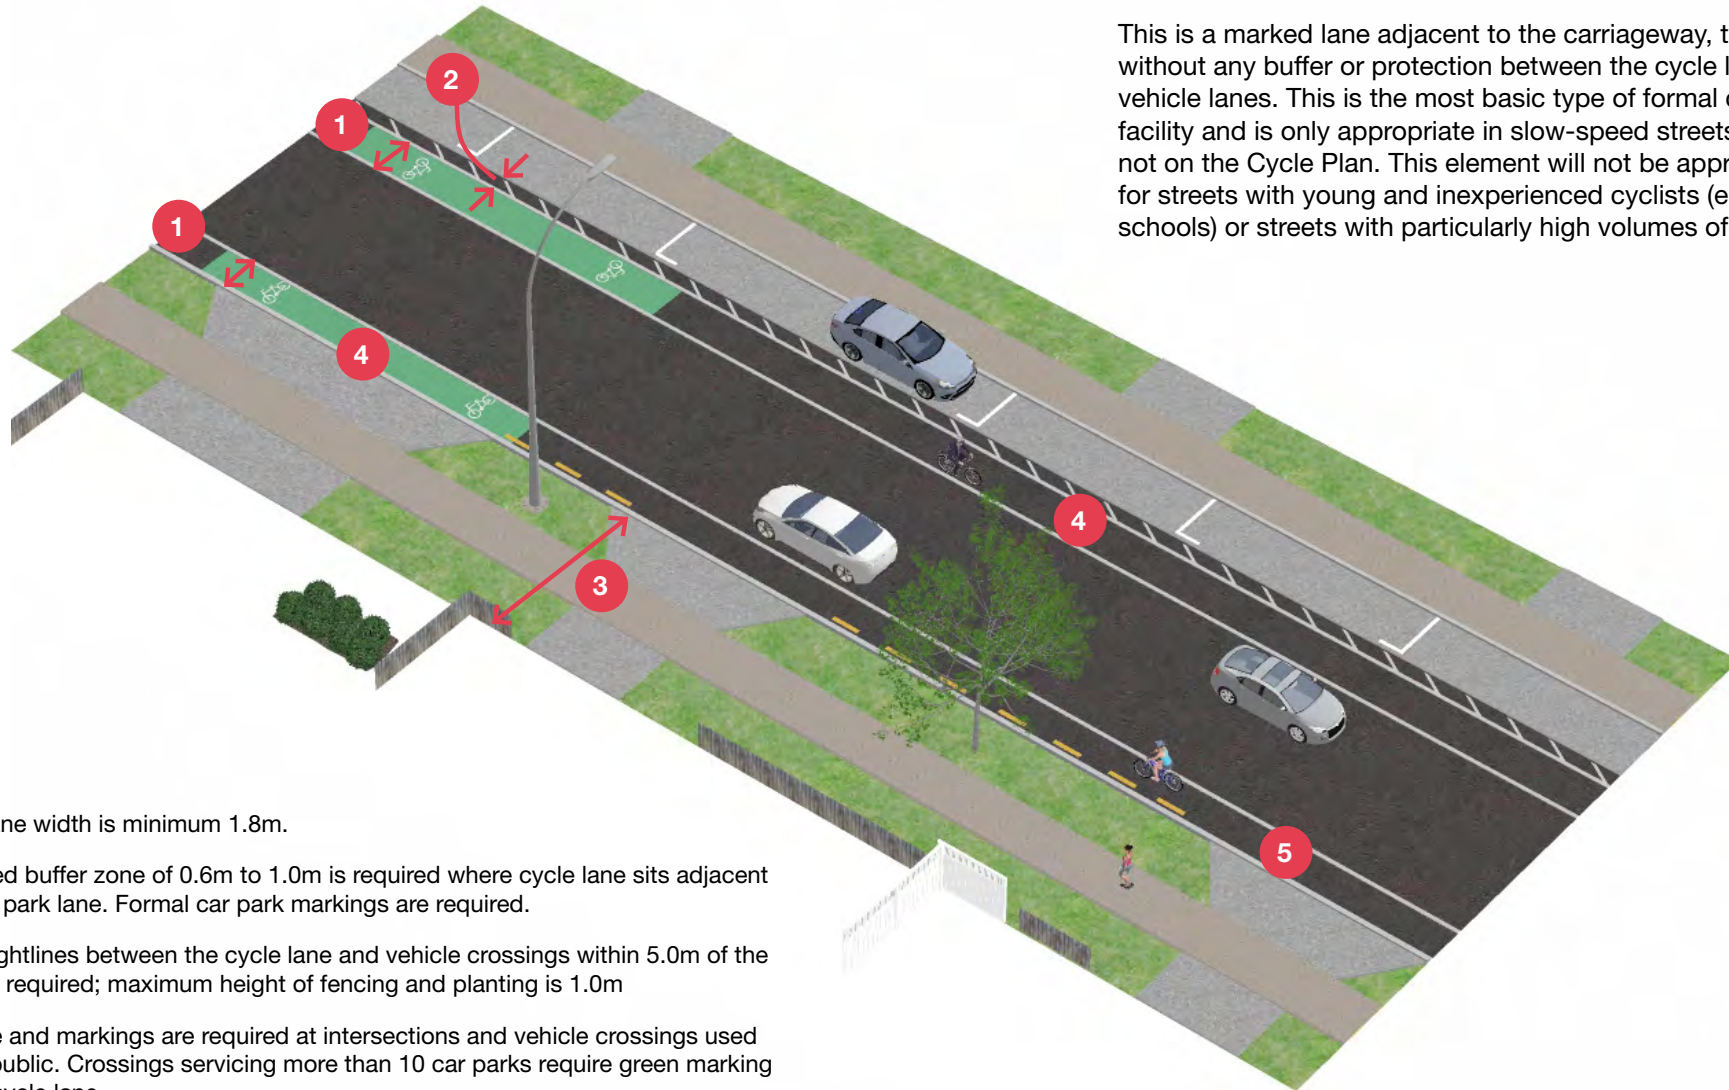 This is a marked lane adjacent to the carriageway, t
without any buffer or protection between the cycle l
vehicle lanes. This is the most basic type of formal
facility and is only appropriate in slow-speed streets
not on the Cycle Plan. This element will not be appr
for streets with young and inexperienced cyclists (e
schools) or streets with particularly high volumes of
2
1
1
4
4
3
5
ne width is minimum 1.8m.
ed buffer zone of 0.6m to 1.0m is required where cycle lane sits adjacent
park lane. Formal car park markings are required.
ghtlines between the cycle lane and vehicle crossings within 5.0m of the
required; maximum height of fencing and planting is 1.0m
e and markings are required at intersections and vehicle crossings used
public. Crossings servicing more than 10 car parks require green marking
cycle lane